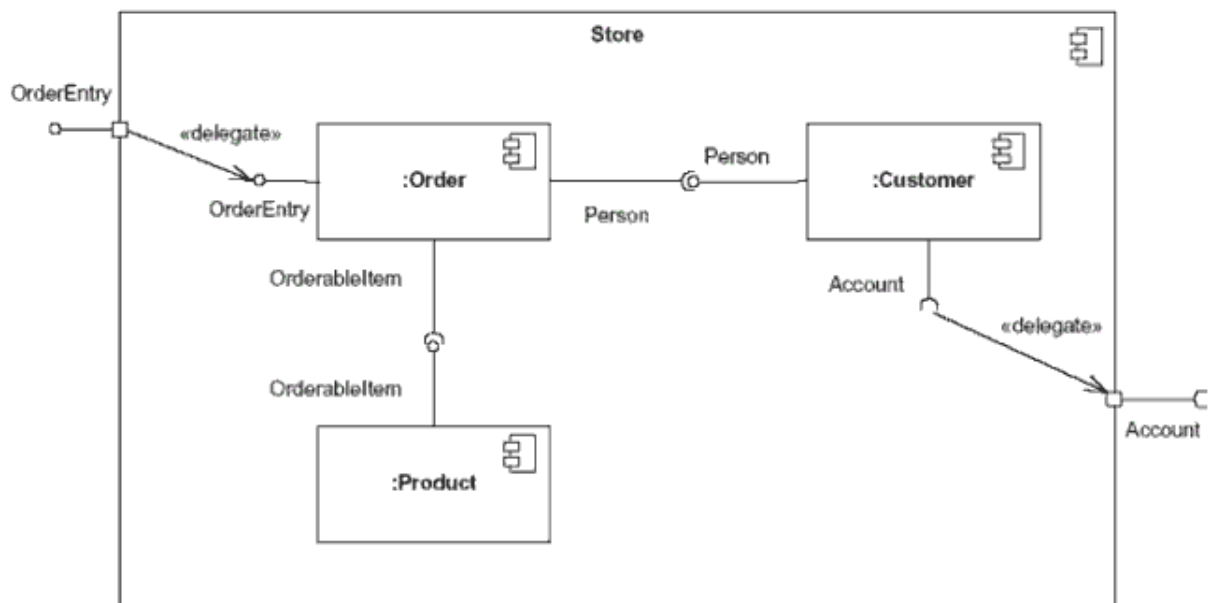 Store
OrderEntry
«delegate»
:Order
Person
:Customer
OrderEntry
Person
OrderableItem
Account
«delegate»
OrderableItem
Account
:Product